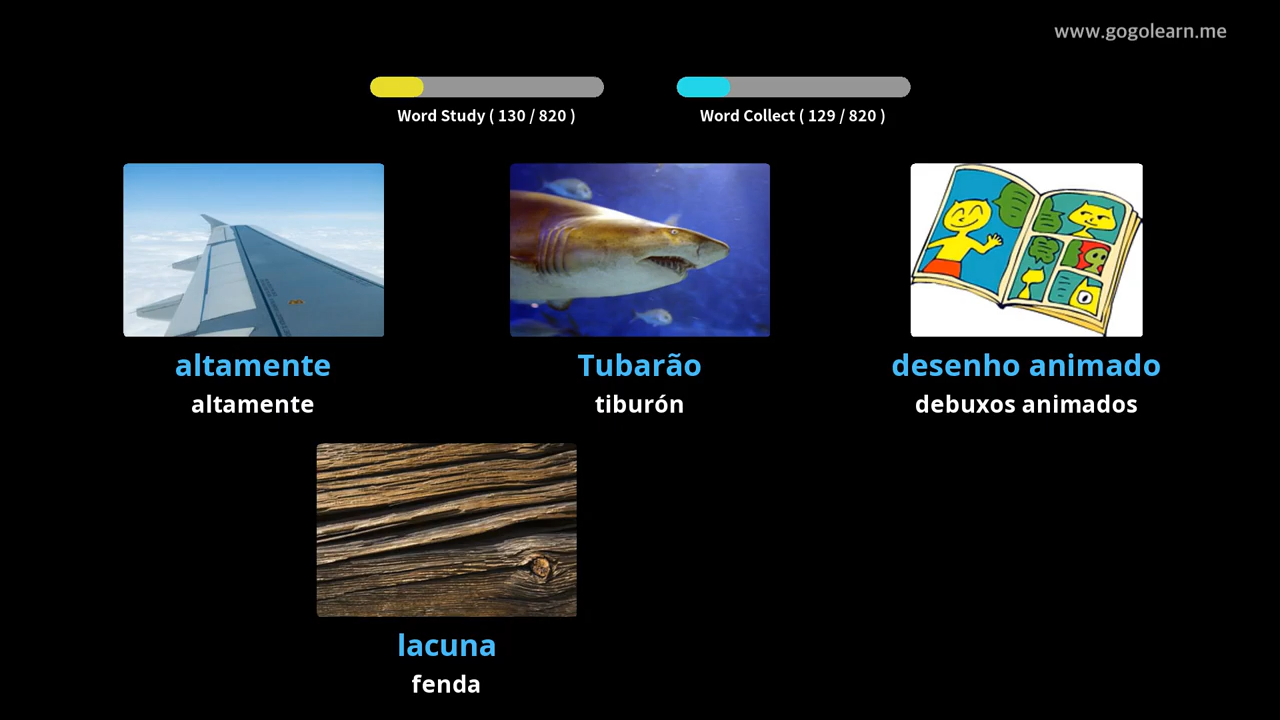 www.gogolearn.me
Word Study ( 130 / 820 )
Word Collect ( 129 / 820 )
altamente
altamente
Tubarão
tiburón
desenho animado
debuxos animados
lacuna
fenda